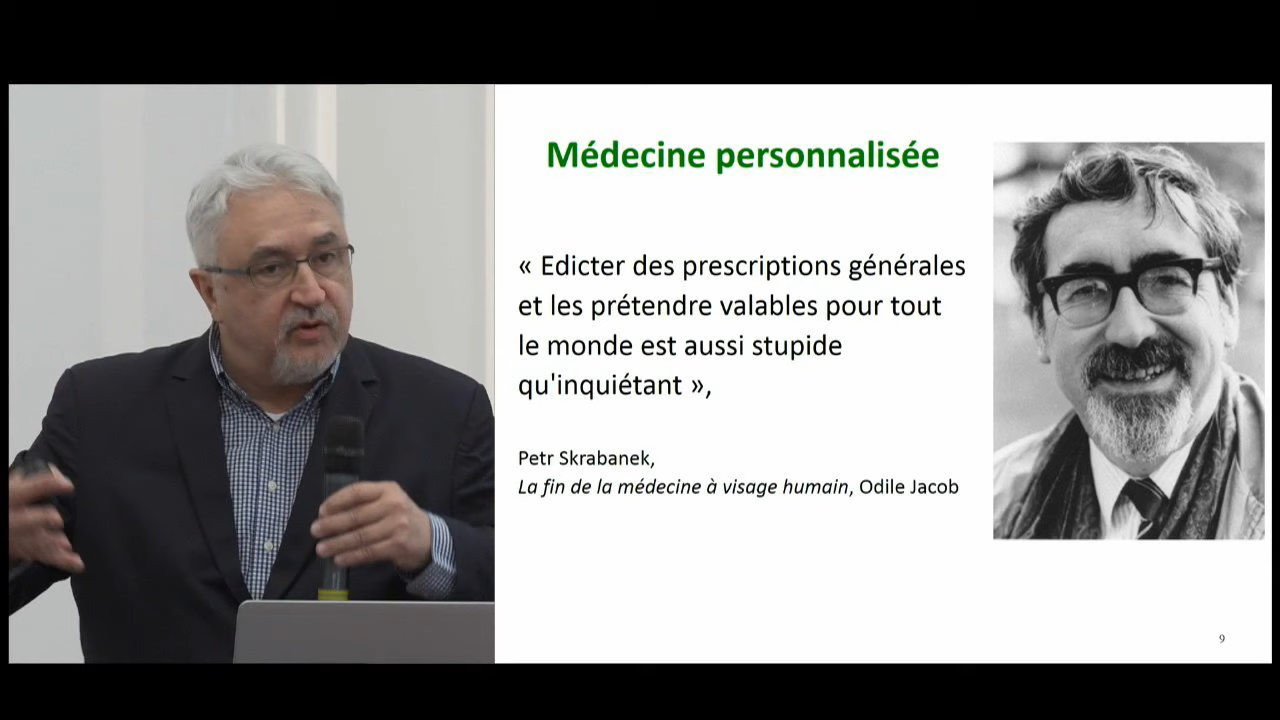 Médecine personnalisée
« Edicter des prescriptions générales
et les prétendre valables pour tout
le monde est aussi stupide
qu'inquiétant »,
Petr Skrabanek,
La fin de la médecine à visage humain, Odile Jacob
9